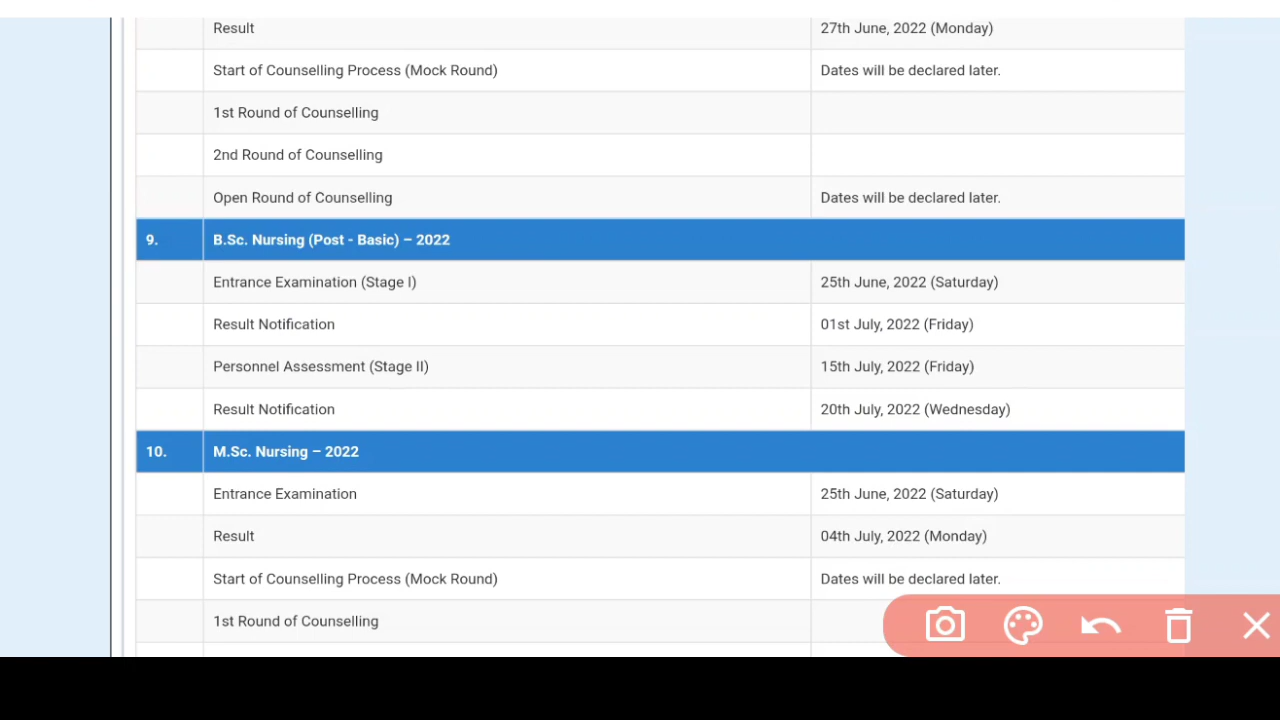 Result 27th June, 2022 (Monday)
Start of Counselling Process (Mock Round) Dates will be declared later.
1st Round of Counselling
2nd Round of Counselling
Open Round of Counselling Dates will be declared later.
9. B.Sc. Nursing (Post - Basic) – 2022
Entrance Examination (Stage I) 25th June, 2022 (Saturday)
Result Notification 01st July, 2022 (Friday)
Personnel Assessment (Stage II) 15th July, 2022 (Friday)
Result Notification 20th July, 2022 (Wednesday)
10. M.Sc. Nursing – 2022
Entrance Examination 25th June, 2022 (Saturday)
Result 04th July, 2022 (Monday)
Start of Counselling Process (Mock Round) Dates will be declared later.
1st Round of Counselling